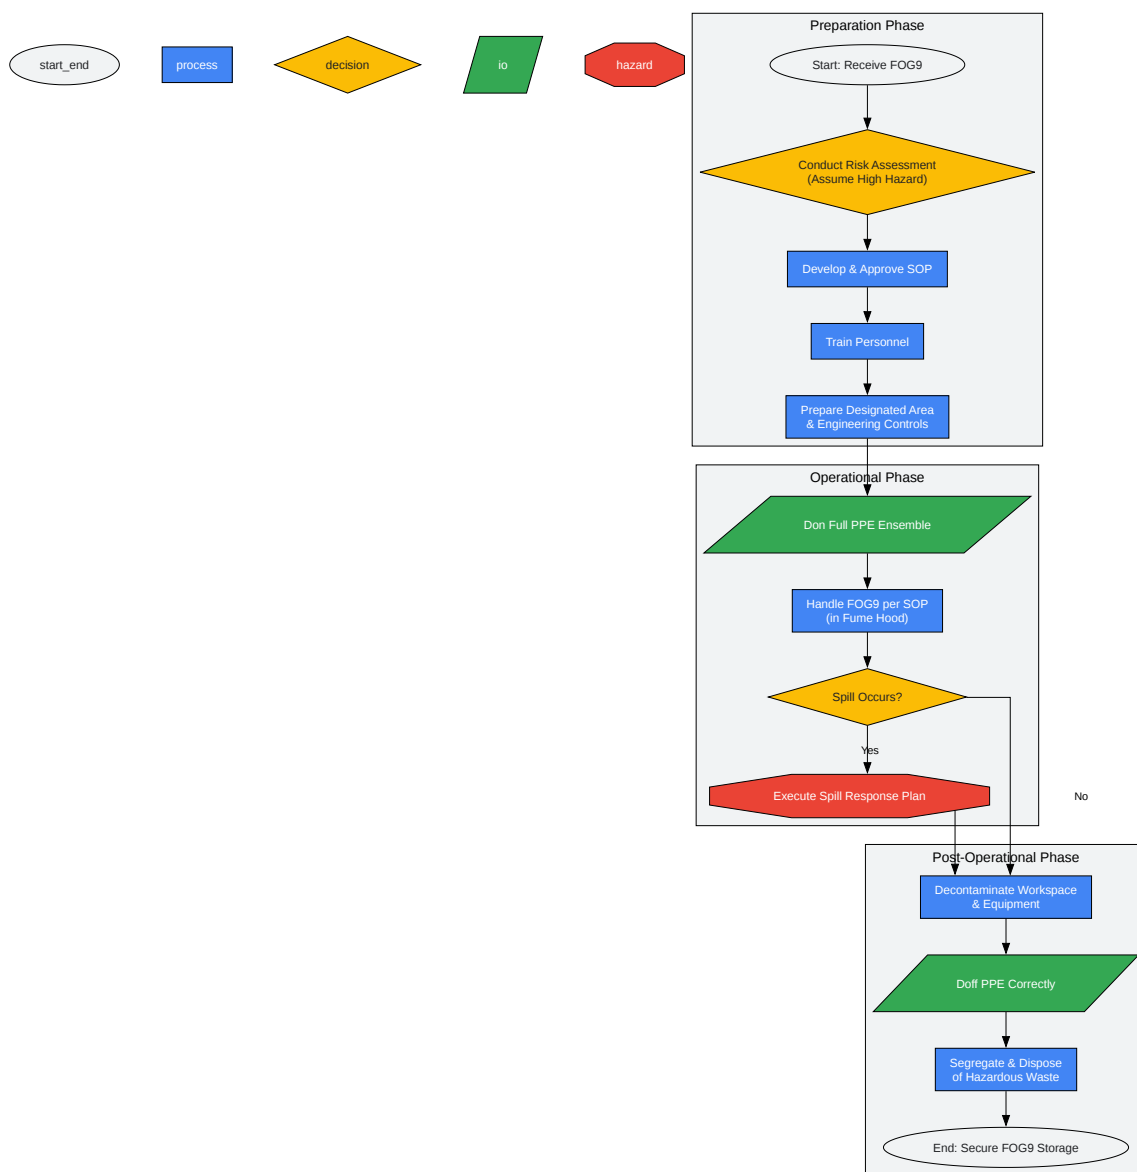 start_end
process
decision
io
hazard
Preparation Phase
Start: Receive FOG9
Conduct Risk Assessment
(Assume High Hazard)
Develop & Approve SOP
Train Personnel
Prepare Designated Area
& Engineering Controls
Operational Phase
Don Full PPE Ensemble
Handle FOG9 per SOP
(in Fume Hood)
Spill Occurs?
Yes
Execute Spill Response Plan
No
Post-Operational Phase
Decontaminate Workspace
& Equipment
Doff PPE Correctly
Segregate & Dispose
of Hazardous Waste
End: Secure FOG9 Storage